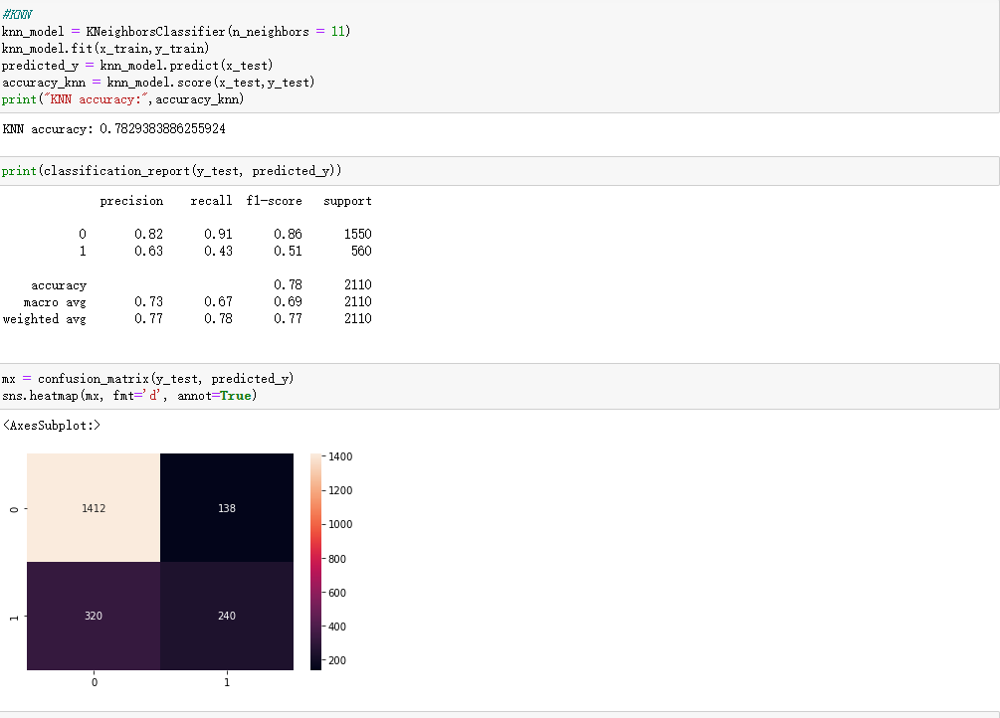 #KNN
knn_model = KNeighborsClassifier(n_neighbors = 11)
knn_model.fit(x_train,y_train)
predicted_y = knn_model.predict(x_test)
accuracy_knn = knn_model.score(x_test,y_test)
print("KNN accuracy:",accuracy_knn)
KNN accuracy: 0.7829383886255924
print(classification_report(y_test, predicted_y))
precision recall f1-score support
0 0.82 0.91 0.86 1550
1 0.63 0.43 0.51 560
accuracy 0.78 2110
macro avg 0.73 0.67 0.69 2110
weighted avg 0.77 0.78 0.77 2110
mx = confusion_matrix(y_test, predicted_y)
sns.heatmap(mx, fmt='d', annot=True)
<AxesSubplot:>
1400
1200
0 1412 138
1000
800
600
1 320 240
400
200
0 1